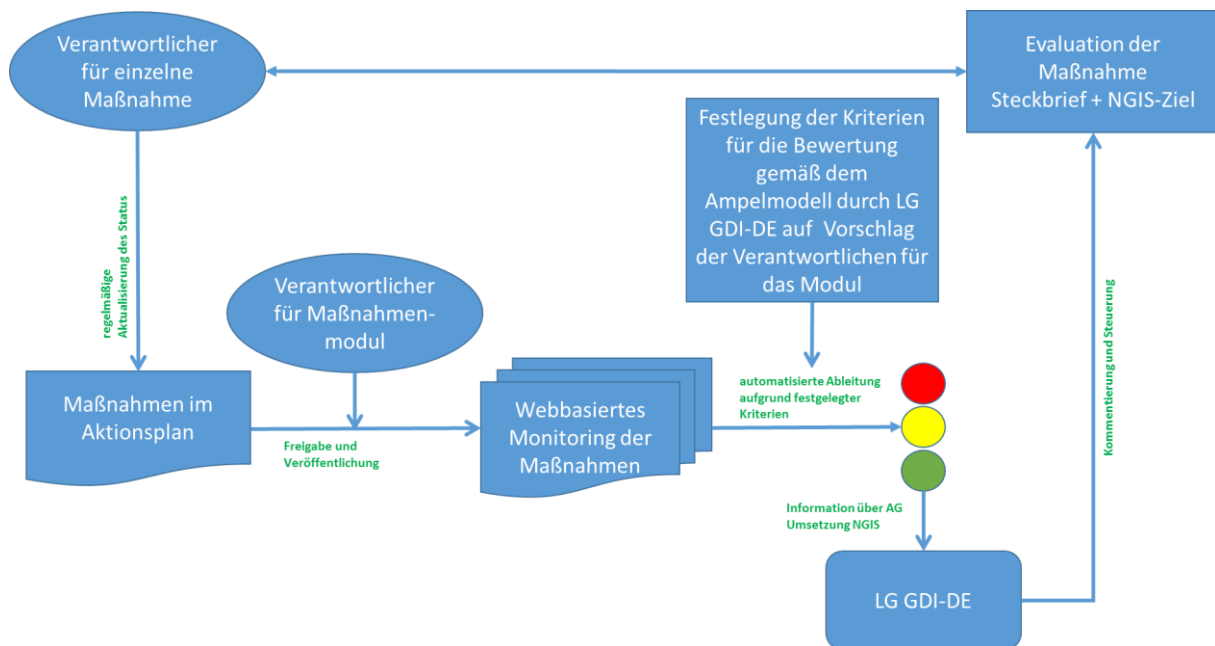 Verantwortlicher
für einzelne
Maßnahme
Evaluation der
Maßnahme
Steckbrief + NGIS-Ziel
Festlegung der Kriterien
für die Bewertung
gemäß dem
Ampelmodell durch LG
GDI-DE auf Vorschlag
der Verantwortlichen für
das Modul
regelmäßige
Aktualisierung des Status
Verantwortlicher
für Maßnahmen-
modul
Kommentierung und Steuerung
Maßnahmen im
Aktionsplan
Freigabe und
Veröffentlichung
Webbasiertes
Monitoring der
Maßnahmen
automatisierte Ableitung
aufgrund festgelegter
Kriterien
Information über AG
Umsetzung NGIS
LG GDI-DE